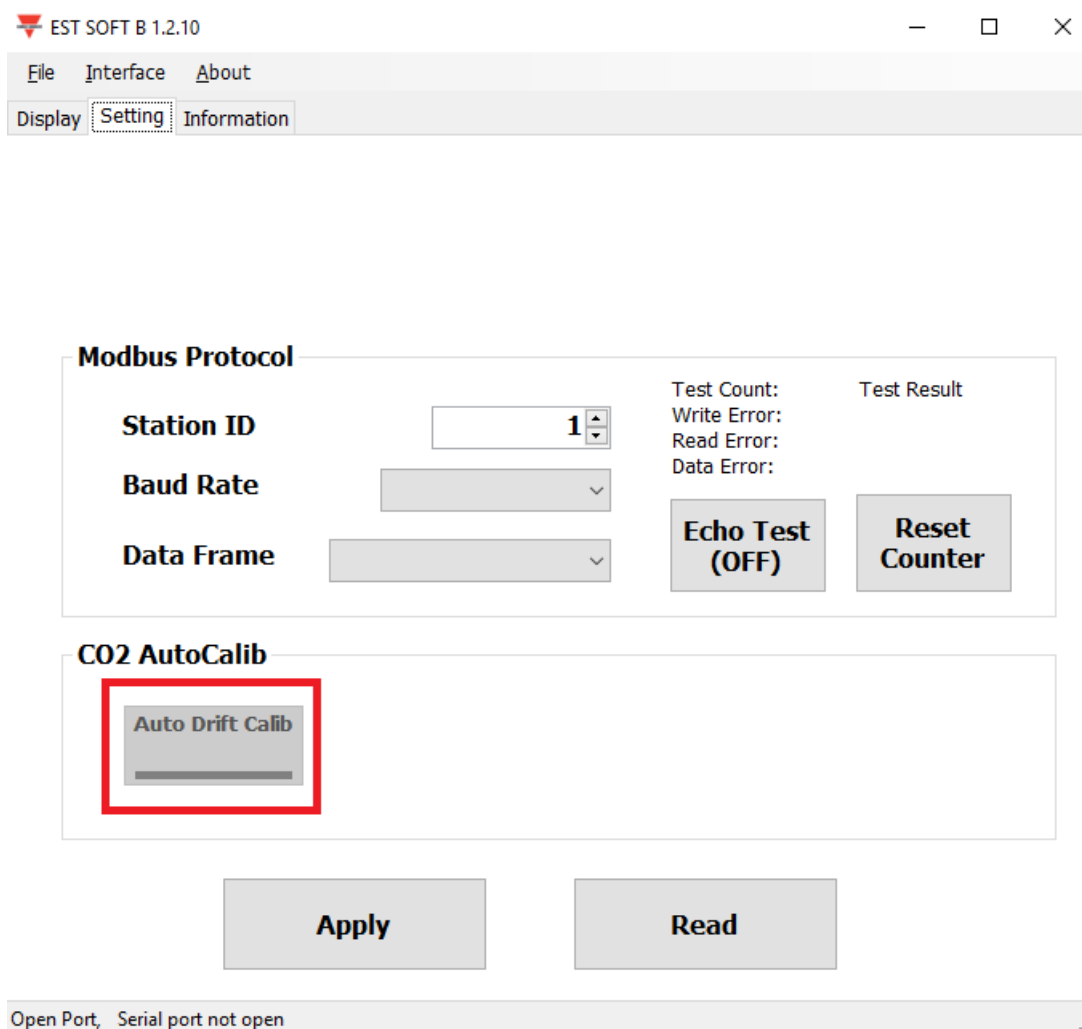 EST SOFT B 1.2.10
File Interface About
Display Setting Information
Modbus Protocol
Station ID 1
Baud Rate
Data Frame
Test Count: Test Result
Write Error:
Read Error:
Data Error:
Echo Test
(OFF)
Reset
Counter
CO2 AutoCalib
Auto Drift Calib
Apply Read
Open Port, Serial port not open